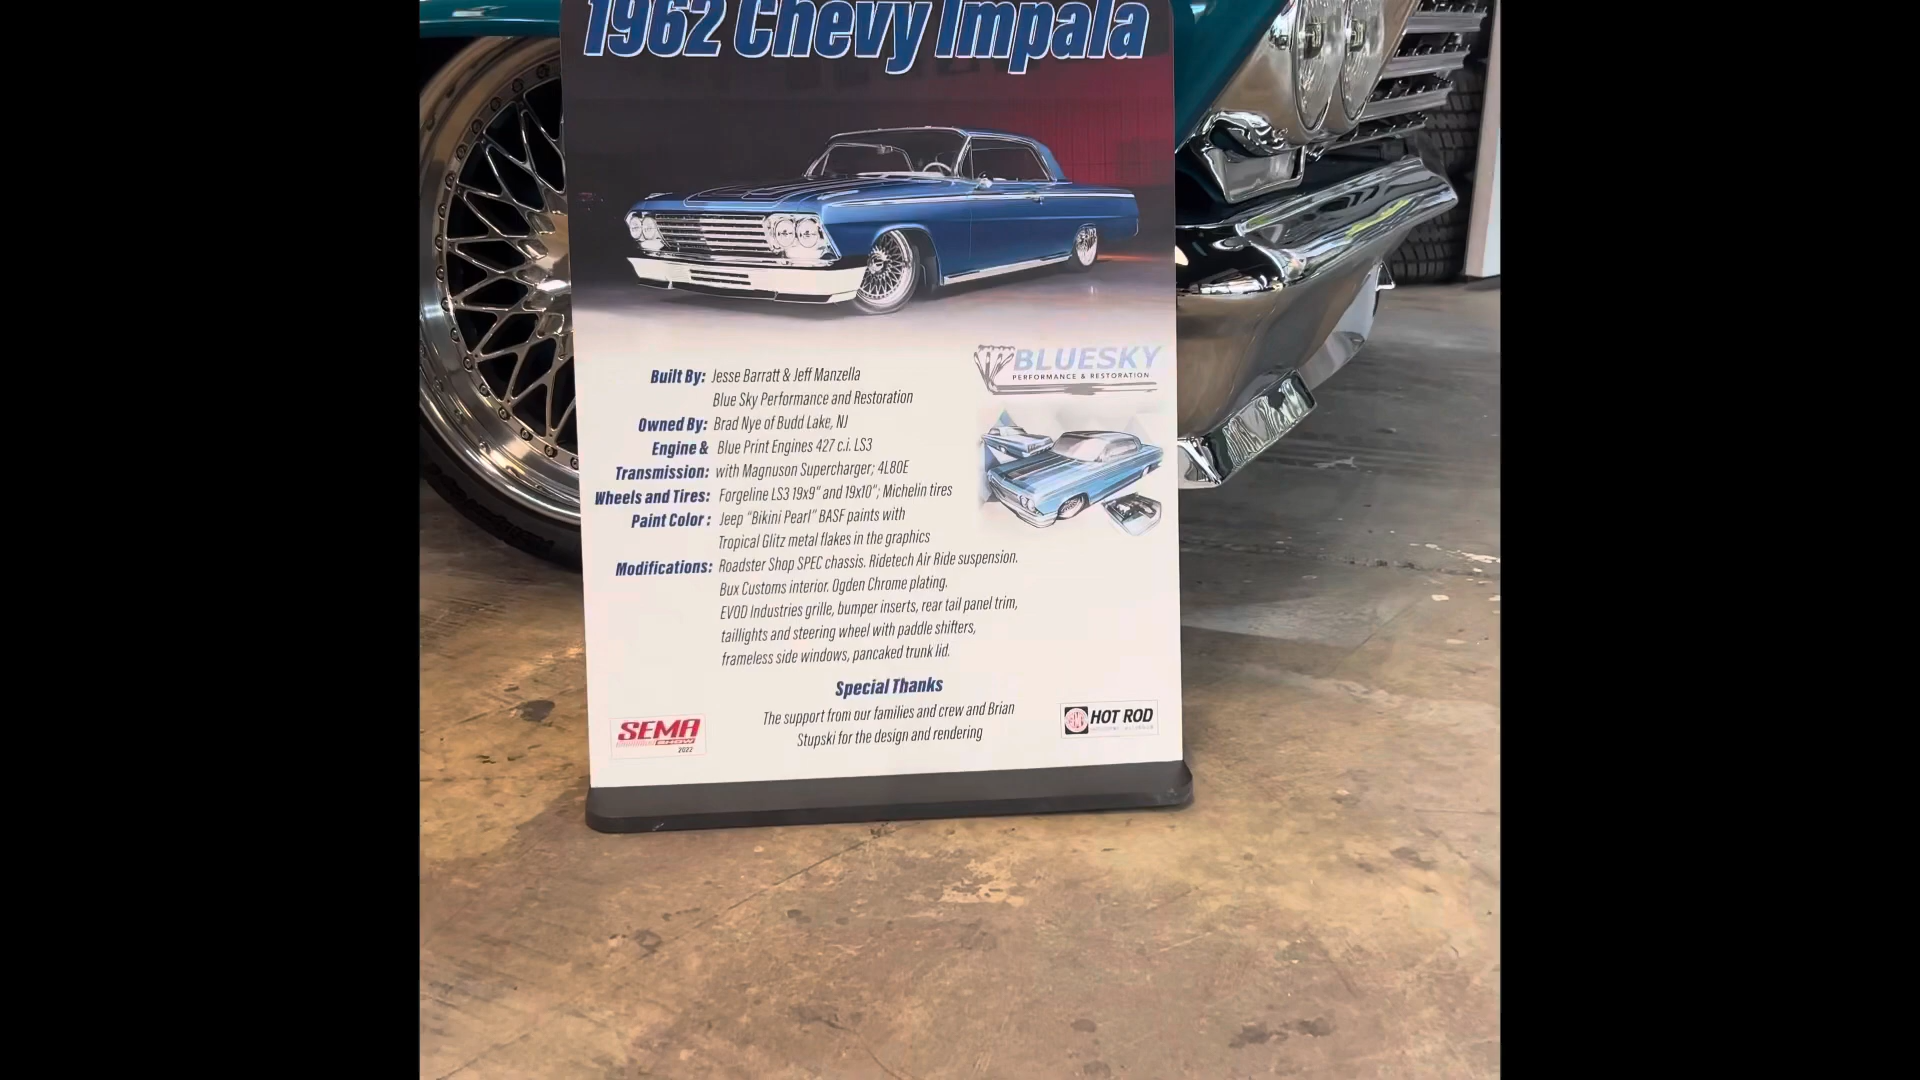 1962 Chevy Impala
BLUESKY
PERFORMANCE & RESTORATION
Built By: Jesse Barratt & Jeff Manzella
Blue Sky Performance and Restoration
Owned By: Brad Nye of Budd Lake, NJ
Engine & Blue Print Engines 427 c.i. LS3
Transmission: with Magnuson Supercharger; 4L80E
Wheels and Tires: Forgeline LS3 19x9" and 19x10"; Michelin tires
Paint Color : Jeep "Bikini Pearl" BASF paints with
Tropical Glitz metal flakes in the graphics
Modifications: Roadster Shop SPEC chassis. Ridetech Air Ride suspension.
Bux Customs interior. Ogden Chrome plating.
EVOD Industries grille, bumper inserts, rear tail panel trim,
taillights and steering wheel with paddle shifters,
frameless side windows, pancaked trunk lid.
Special Thanks
The support from our families and crew and Brian
Stupski for the design and rendering
SEMA
SHOW
2022
HOT ROD